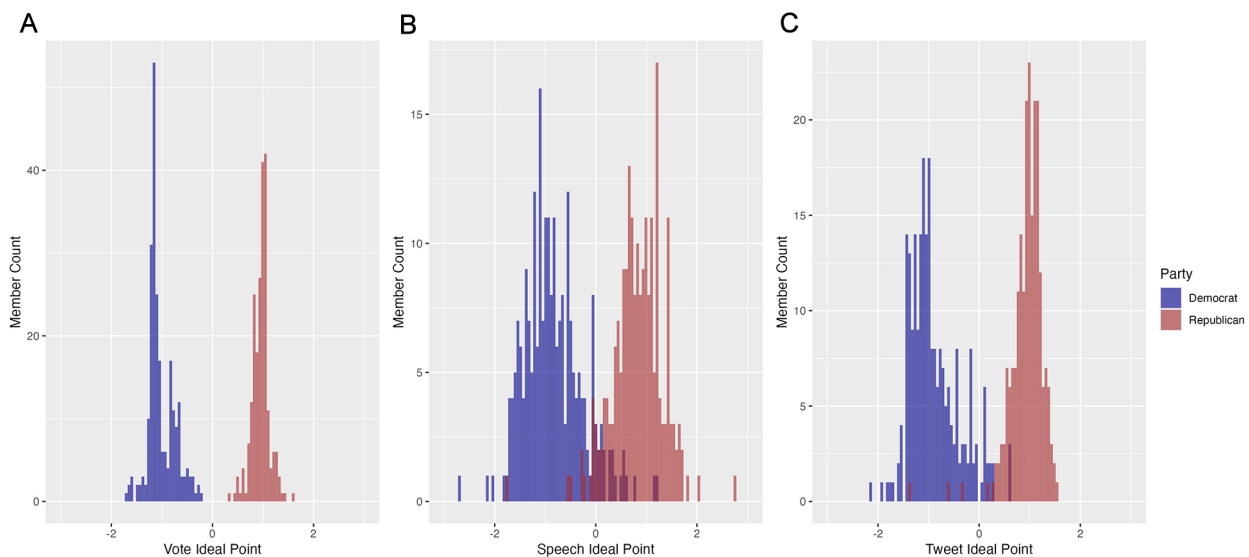 A
B
C
Member Count
40
20
0
-2
0
2
Vote Ideal Point
Member Count
15
10
5
0
-2
0
2
Speech Ideal Point
Member Count
20
15
10
5
0
-2
0
2
Tweet Ideal Point
Party
Democrat
Republican